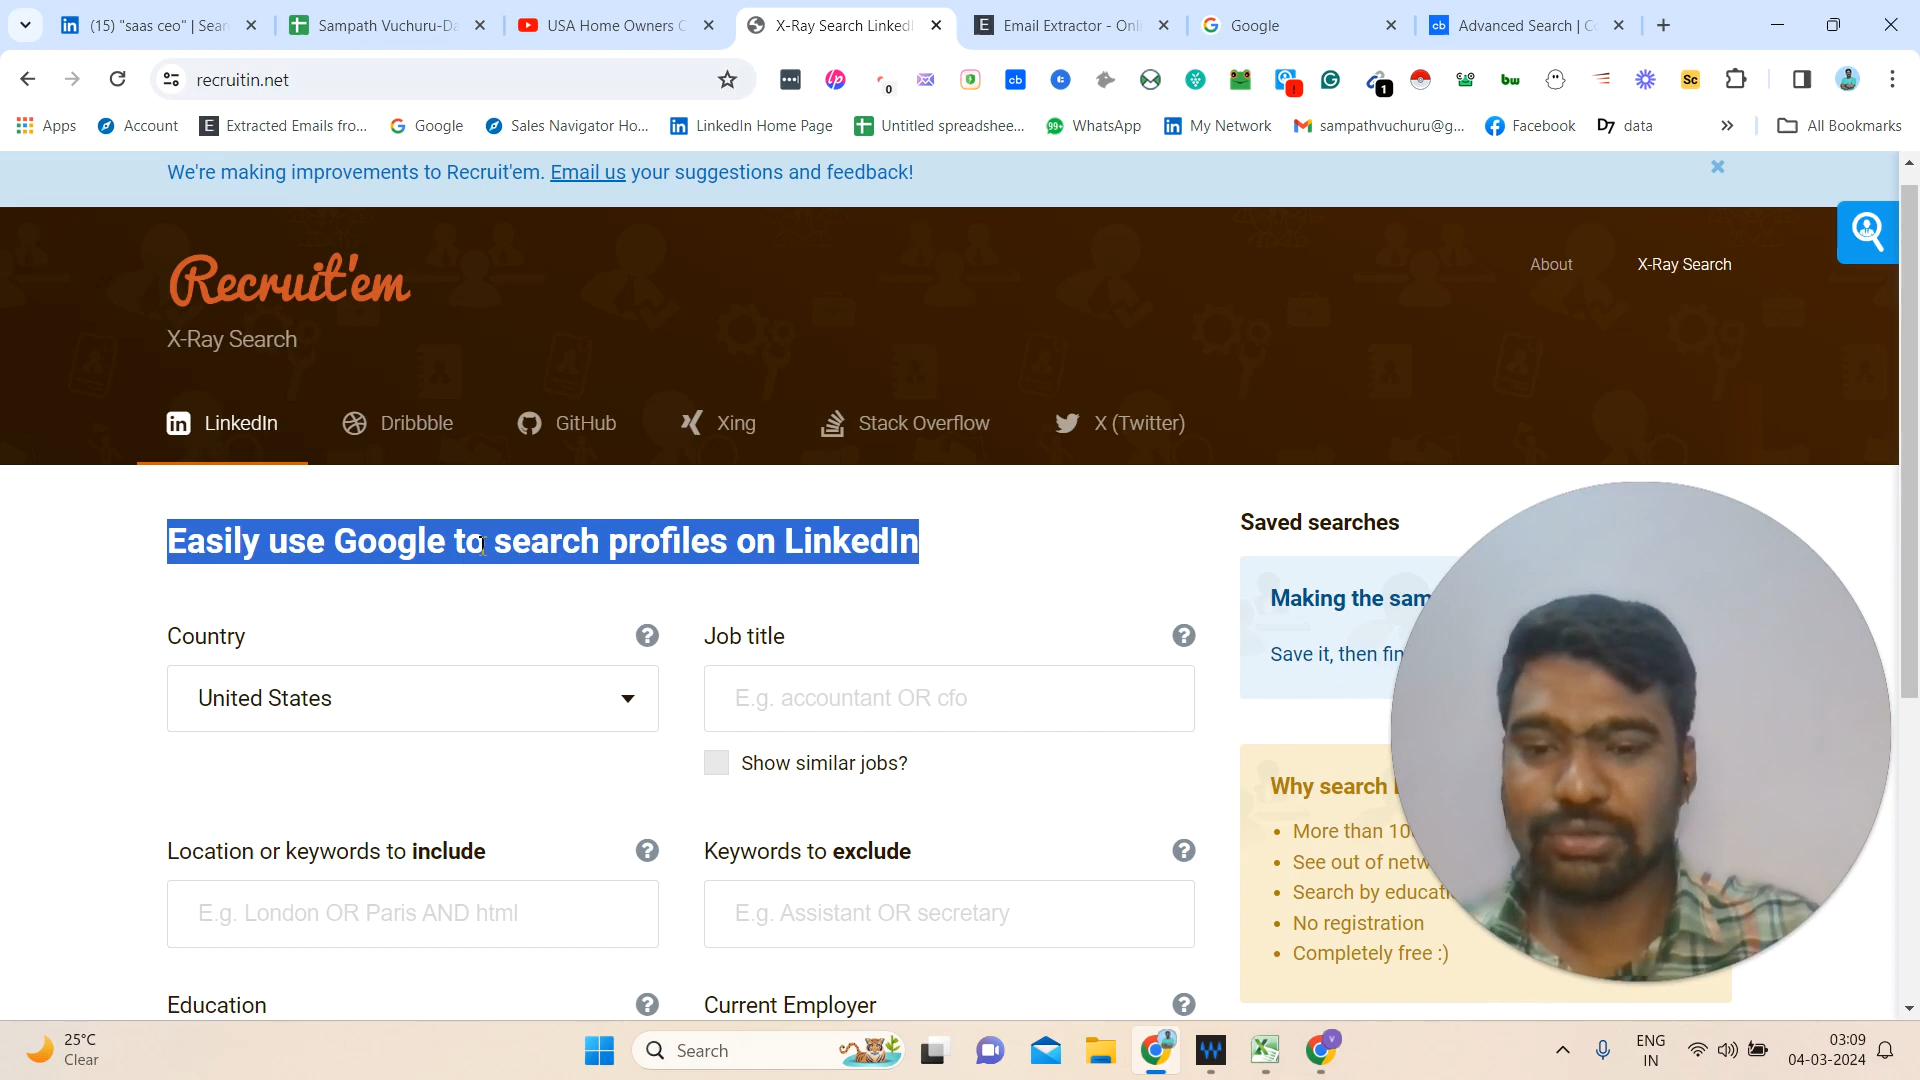 (15) "saas ceo" | Sear
Sampath Vuchuru-Da
USA Home Owners C
X-Ray Search LinkedI
Email Extractor - Onli
Google
Advanced Search | Co
recruitin.net
Apps
Account
Extracted Emails fro...
Google
Sales Navigator Ho...
LinkedIn Home Page
Untitled spreadshee...
WhatsApp
My Network
sampathvuchuru@g...
Facebook
data
All Bookmarks
We're making improvements to Recruit'em. Email us your suggestions and feedback!
Recruit'em
X-Ray Search
About
X-Ray Search
LinkedIn
Dribbble
GitHub
Xing
Stack Overflow
X (Twitter)
Easily use Google to search profiles on LinkedIn
Country
United States
Job title
E.g. accountant OR cfo
Show similar jobs?
Location or keywords to include
E.g. London OR Paris AND html
Keywords to exclude
E.g. Assistant OR secretary
Education
Current Employer
Saved searches
Making the sam
Save it, then fin
Why search
More than 10
See out of netw
Search by educati
No registration
Completely free :)
25°C
Clear
Search
ENG
IN
03:09
04-03-2024